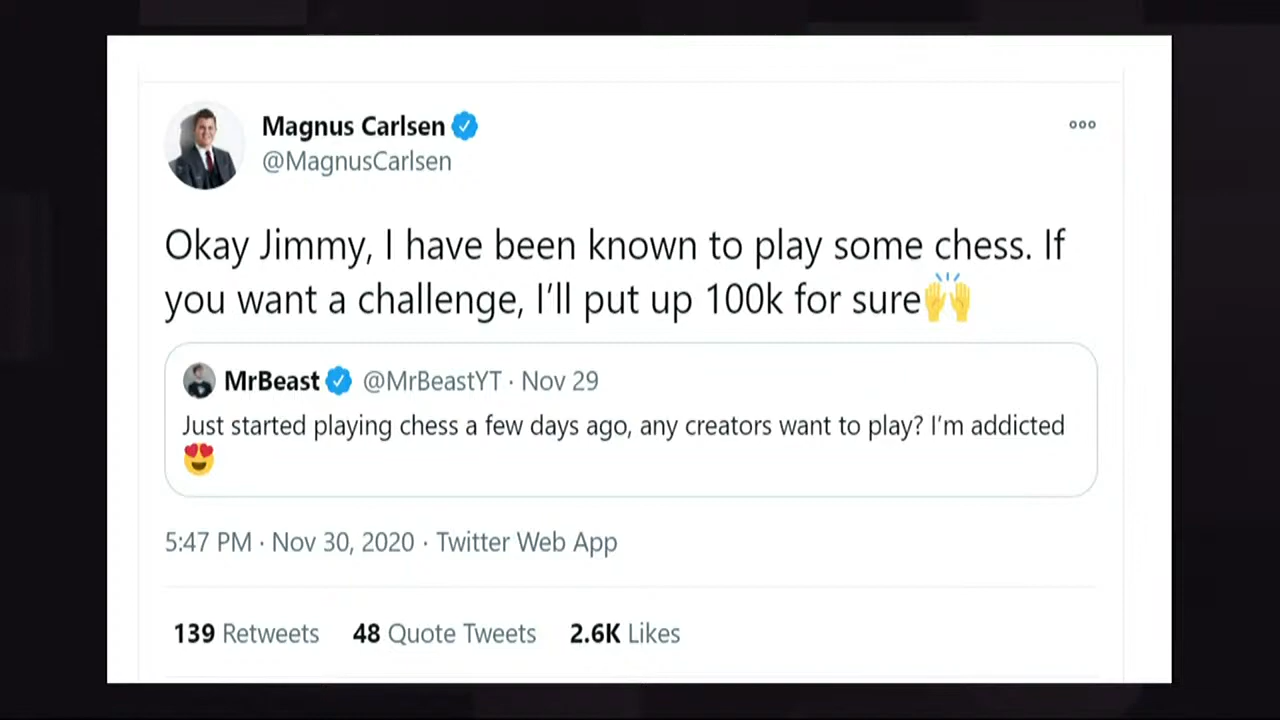 Magnus Carlsen
@MagnusCarlsen
Okay Jimmy, I have been known to play some chess. If
you want a challenge, I’ll put up 100k for sure🙌
MrBeast @MrBeastYT · Nov 29
Just started playing chess a few days ago, any creators want to play? I’m addicted
😍
5:47 PM · Nov 30, 2020 · Twitter Web App
139 Retweets 48 Quote Tweets 2.6K Likes